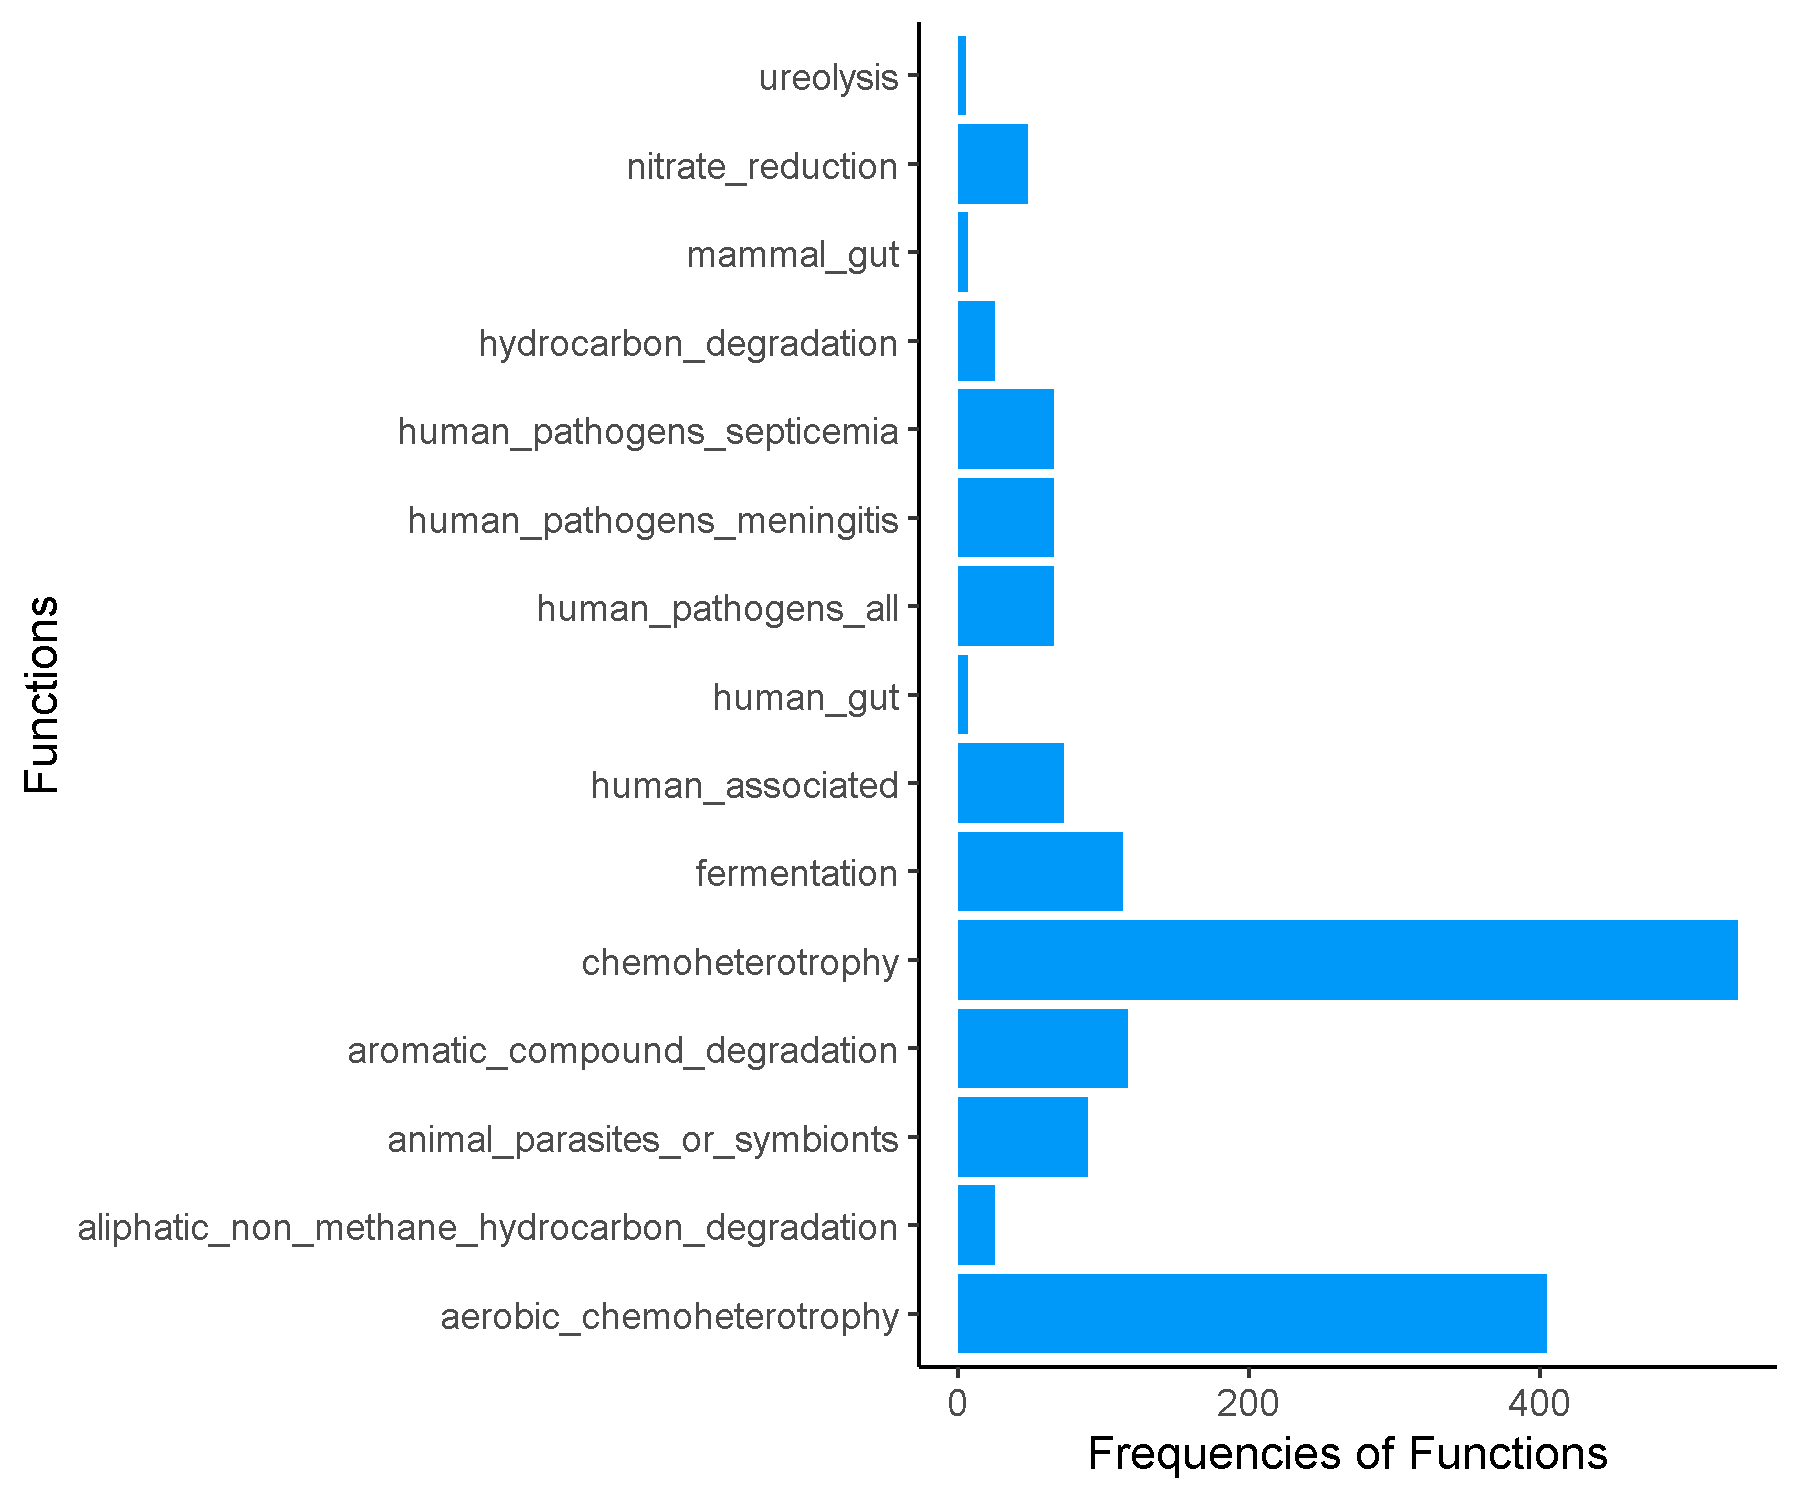 ureolysis
nitrate_reduction
mammal_gut
hydrocarbon_degradation
human_pathogens_septicemia
human_pathogens_meningitis
human_pathogens_all
human_gut
human_associated
fermentation
chemoheterotrophy
aromatic_compound_degradation
animal_parasites_or_symbionts
aliphatic_non_methane_hydrocarbon_degradation
aerobic_chemoheterotrophy
Functions
0 200 400
Frequencies of Functions